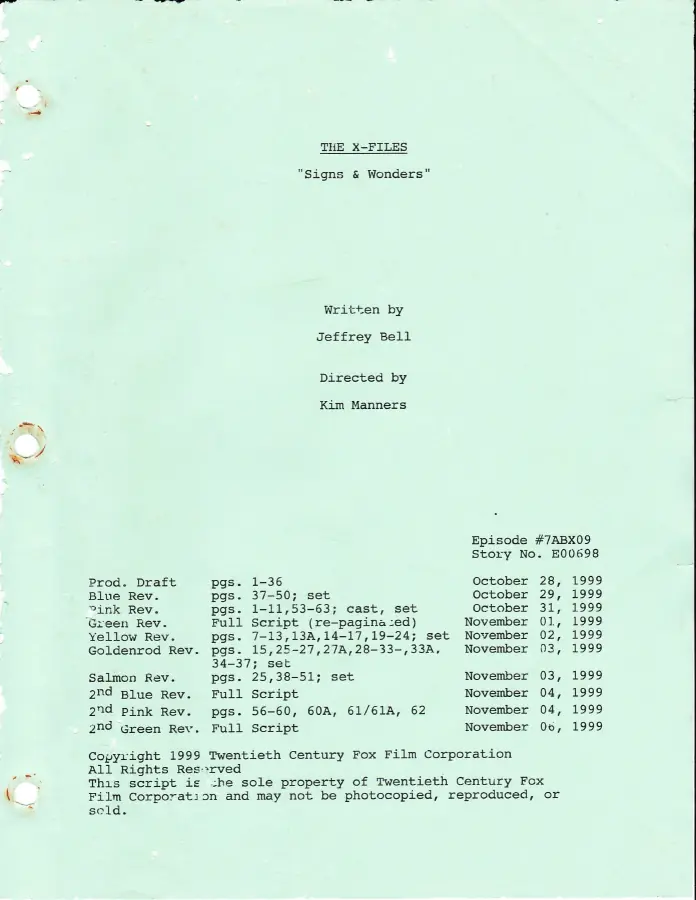 THE X-FILES
"Signs & Wonders"
Written by
Jeffrey Bell
Directed by
Kim Manners
Episode #7ABX09
Story No. E00698
Prod. Draft pgs. 1-36 October 28, 1999
Blue Rev. pgs. 37-50; set October 29, 1999
Pink Rev. pgs. 1-11,53-63; cast, set October 31, 1999
Green Rev. Full Script (re-paginated) November 01, 1999
Yellow Rev. pgs. 7-13,13A,14-17,19-24; set November 02, 1999
Goldenrod Rev. pgs. 15,25-27,27A,28-33-,33A, November 03, 1999
34-37; set
Salmon Rev. pgs. 25,38-51; set November 03, 1999
2nd Blue Rev. Full Script November 04, 1999
2nd Pink Rev. pgs. 56-60, 60A, 61/61A, 62 November 04, 1999
2nd Green Rev. Full Script November 06, 1999
Copyright 1999 Twentieth Century Fox Film Corporation
All Rights Reserved
This script is the sole property of Twentieth Century Fox
Film Corporation and may not be photocopied, reproduced, or
sold.